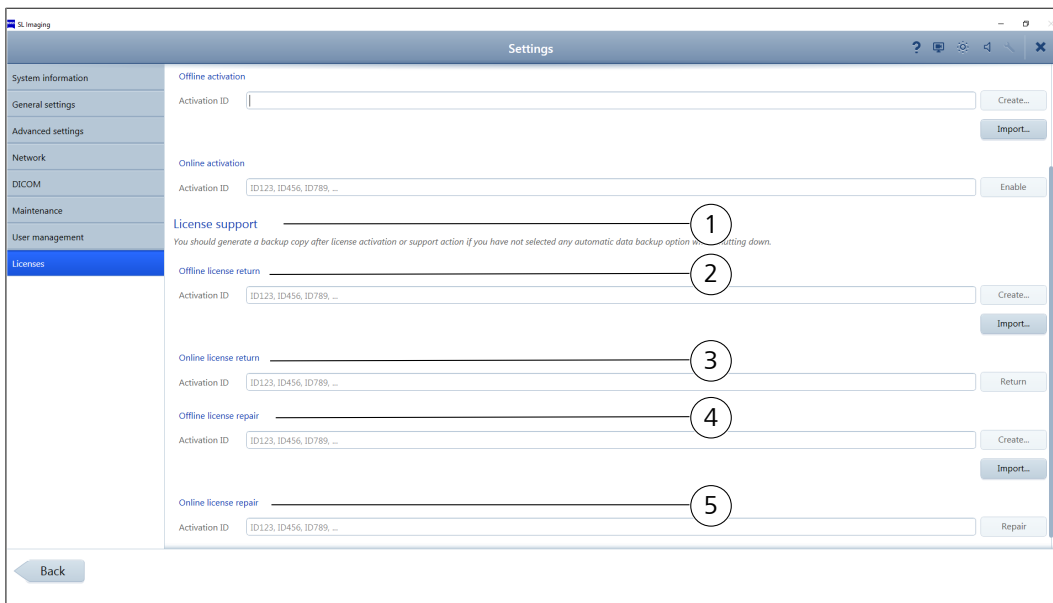 SL Imaging
Settings
?
System information
General settings
Advanced settings
Network
DICOM
Maintenance
User management
Licenses
Offline activation
Activation ID
Create...
Import...
Online activation
Activation ID ID123, ID456, ID789, ... Enable
License support 1
You should generate a backup copy after license activation or support action if you have not selected any automatic data backup option tting down.
Offline license return 2
Activation ID ID123, ID456, ID789, ... Create...
Import...
Online license return 3
Activation ID ID123, ID456, ID789, ... Return
Offline license repair 4
Activation ID ID123, ID456, ID789, ... Create...
Import...
Online license repair 5
Activation ID ID123, ID456, ID789, ... Repair
Back